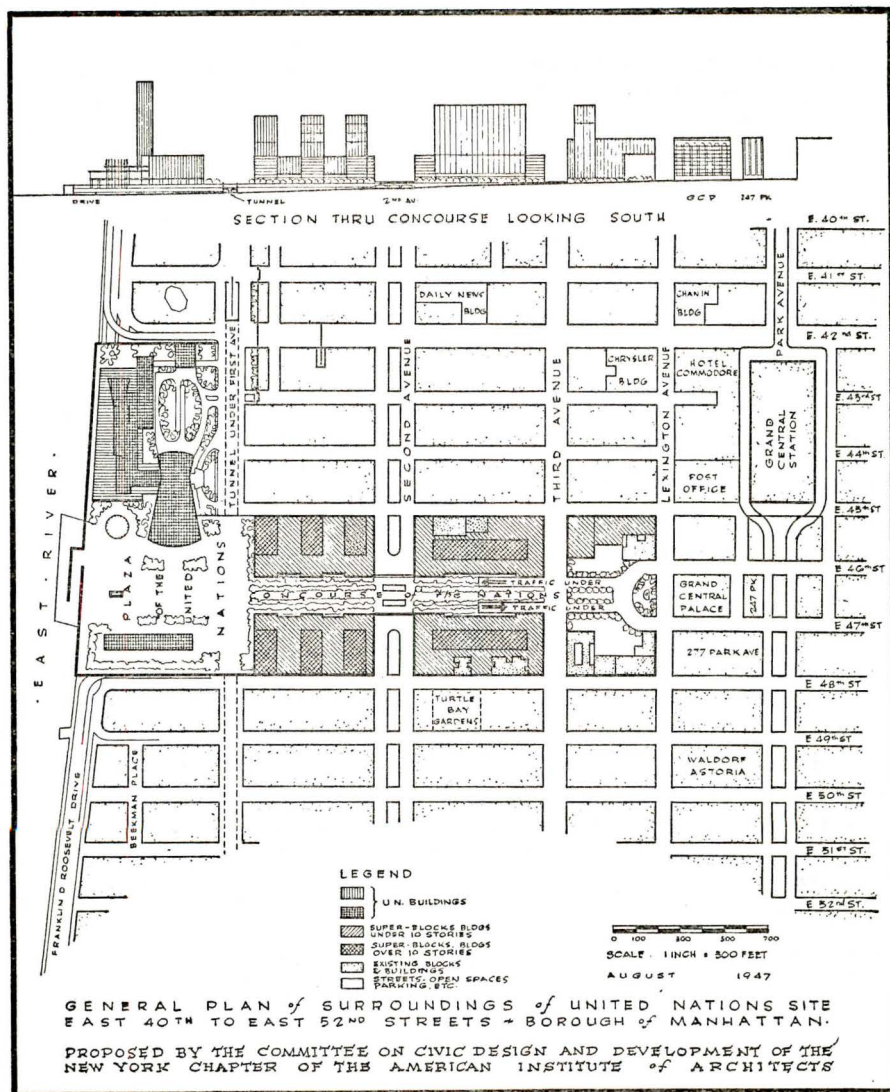 DRIVE
TUNNEL
2ND AV.
GCP
247 PK
SECTION THRU CONCOURSE LOOKING SOUTH
E. 40TH ST.
E. 41ST ST.
E. 42ND ST.
E. 43RD ST
E. 44TH ST.
E. 45TH ST.
E. 46TH ST
E. 47TH ST
E 48TH ST
E. 49TH ST
E. 50TH ST
E. 51ST ST.
E. 52ND ST.
DAILY NEWS
BLDG
CHANIN
BLDG
PARK AVENUE
TUNNEL UNDER FIRST AVE
SECOND AVENUE
THIRD AVENUE
LEXINGTON AVENUE
CHRYSLER
BLDG
HOTEL
COMMODORE
GRAND
CENTRAL
STATION
POST
OFFICE
EAST RIVER.
PLAZA
OF THE
UNITED
NATIONS
CONCOURSE OF THE NATIONS
TRAFFIC UNDER
TRAFFIC UNDER
GRAND
CENTRAL
PALACE
247 PK
277 PARK AVE
TURTLE
BAY
GARDENS
WALDORF
ASTORIA
BEEKMAN PLACE
FRANKLIN D ROOSEVELT DRIVE
LEGEND
U.N. BUILDINGS
SUPER-BLOCKS BLDGS
UNDER 10 STORIES
SUPER-BLOCKS, BLDGS
OVER 10 STORIES
EXISTING BLOCKS
& BUILDINGS
STREETS, OPEN SPACES
PARKING, ETC.
0 100 300 500 700
SCALE. 1 INCH = 300 FEET
AUGUST 1947
GENERAL PLAN of SURROUNDINGS of UNITED NATIONS SITE
EAST 40TH TO EAST 52ND STREETS + BOROUGH of MANHATTAN.
PROPOSED BY THE COMMITTEE ON CIVIC DESIGN AND DEVELOPMENT OF THE
NEW YORK CHAPTER OF THE AMERICAN INSTITUTE OF ARCHITECTS